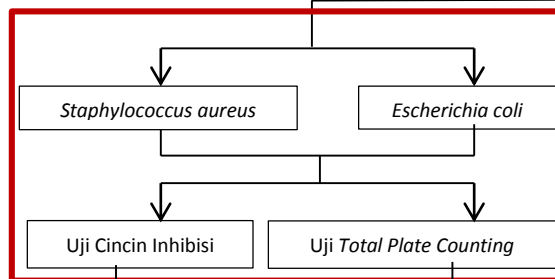 Staphylococcus aureus
Escherichia coli
Uji Cincin Inhibisi
Uji Total Plate Counting